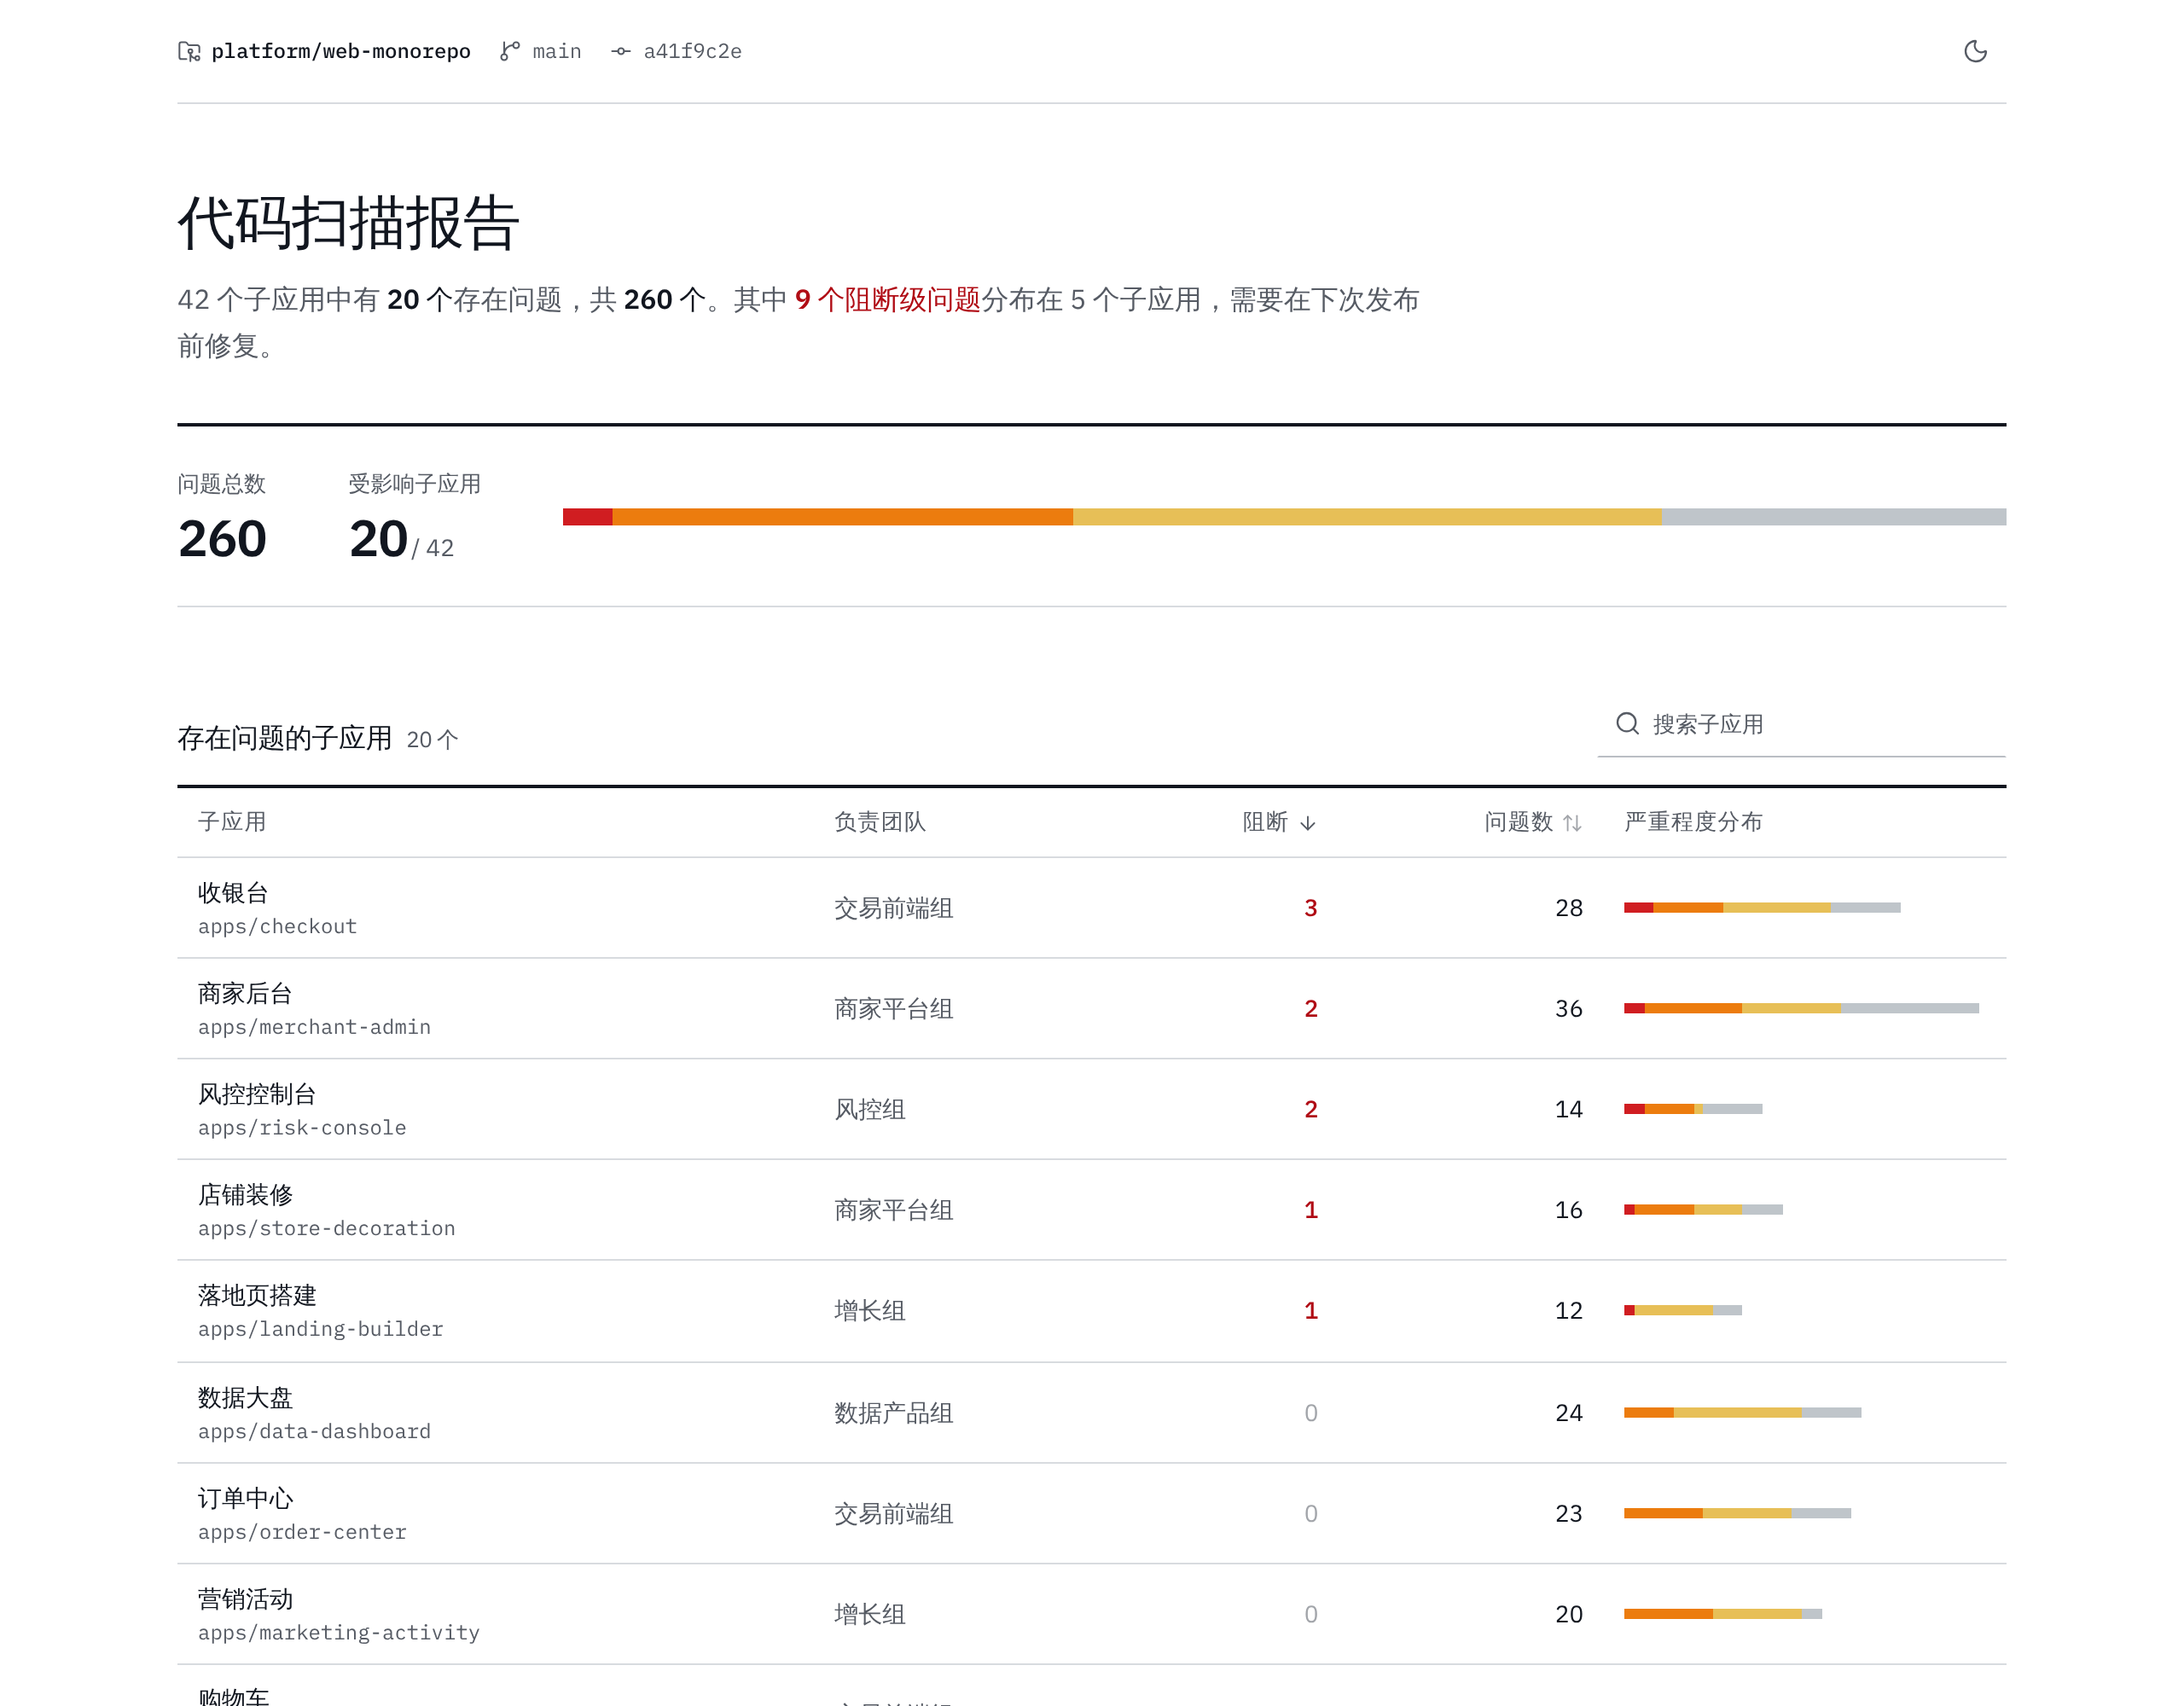 platform/web-monorepo main a41f9c2e
代码扫描报告
42 个子应用中有 20 个存在问题，共 260 个。其中 9 个阻断级问题分布在 5 个子应用，需要在下次发布
前修复。
问题总数 受影响子应用
260 20 / 42
存在问题的子应用 20 个 搜索子应用
子应用 负责团队 阻断 问题数 严重程度分布
收银台
apps/checkout 交易前端组 3 28
商家后台
apps/merchant-admin 商家平台组 2 36
风控控制台
apps/risk-console 风控组 2 14
店铺装修
apps/store-decoration 商家平台组 1 16
落地页搭建
apps/landing-builder 增长组 1 12
数据大盘
apps/data-dashboard 数据产品组 0 24
订单中心
apps/order-center 交易前端组 0 23
营销活动
apps/marketing-activity 增长组 0 20
购物车